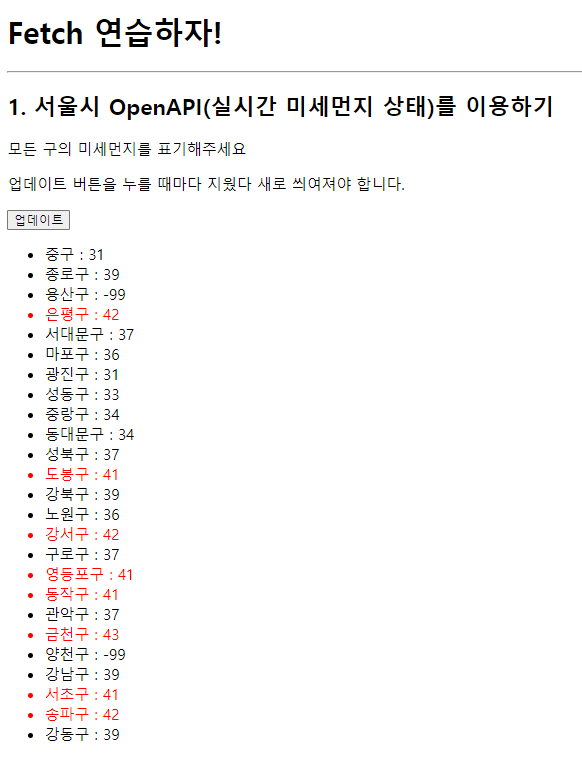 Fetch 연습하자!
1. 서울시 OpenAPI(실시간 미세먼지 상태)를 이용하기
모든 구의 미세먼지를 표기해주세요
업데이트 버튼을 누를 때마다 지웠다 새로 씌여져야 합니다.
업데이트
중구 : 31
종로구 : 39
용산구 : -99
은평구 : 42
서대문구 : 37
마포구 : 36
광진구 : 31
성동구 : 33
중랑구 : 34
동대문구 : 34
성북구 : 37
도봉구 : 41
강북구 : 39
노원구 : 36
강서구 : 42
구로구 : 37
영등포구 : 41
동작구 : 41
관악구 : 37
금천구 : 43
양천구 : -99
강남구 : 39
서초구 : 41
송파구 : 42
강동구 : 39